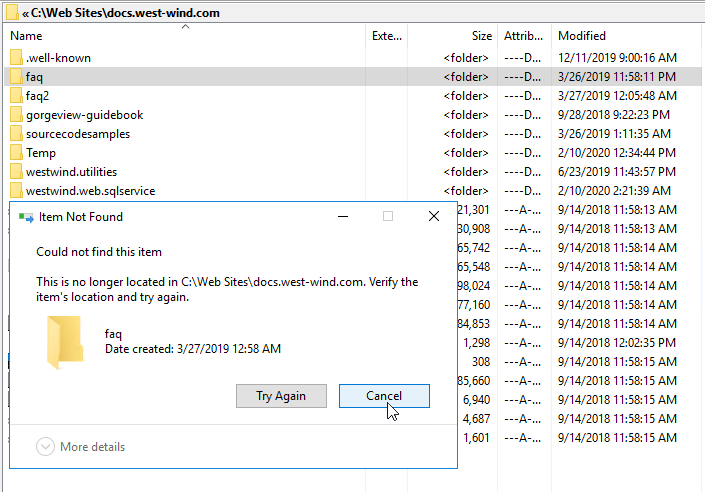 « C:\Web Sites\docs.west-wind.com
Name Exte... Size Attrib... Modified
.well-known <folder> ----D... 12/11/2019 9:00:16 AM
faq <folder> ----D... 3/26/2019 11:58:11 PM
faq2 <folder> ----D... 3/27/2019 12:05:48 AM
gorgeview-guidebook <folder> ----D... 9/28/2018 9:22:23 PM
sourcecodesamples <folder> ----D... 3/26/2019 1:11:35 AM
Temp <folder> ----D... 2/10/2020 12:34:44 PM
westwind.utilities <folder> ----D... 6/23/2019 11:43:57 PM
westwind.web.sqlservice <folder> ----D... 2/10/2020 2:21:39 AM
21,301 ---A-... 9/14/2018 11:58:13 AM
30,908 ---A-... 9/14/2018 11:58:13 AM
65,742 ---A-... 9/14/2018 11:58:14 AM
65,548 ---A-... 9/14/2018 11:58:14 AM
98,024 ---A-... 9/14/2018 11:58:14 AM
77,160 ---A-... 9/14/2018 11:58:14 AM
84,853 ---A-... 9/14/2018 11:58:14 AM
1,298 ---A-... 9/14/2018 12:02:35 PM
308 ---A-... 9/14/2018 11:58:15 AM
85,660 ---A-... 9/14/2018 11:58:15 AM
6,940 ---A-... 9/14/2018 11:58:15 AM
4,687 ---A-... 9/14/2018 11:58:15 AM
1,601 ---A-... 9/14/2018 11:58:15 AM
Item Not Found
Could not find this item
This is no longer located in C:\Web Sites\docs.west-wind.com. Verify the
item's location and try again.
faq
Date created: 3/27/2019 12:58 AM
Try Again Cancel
More details